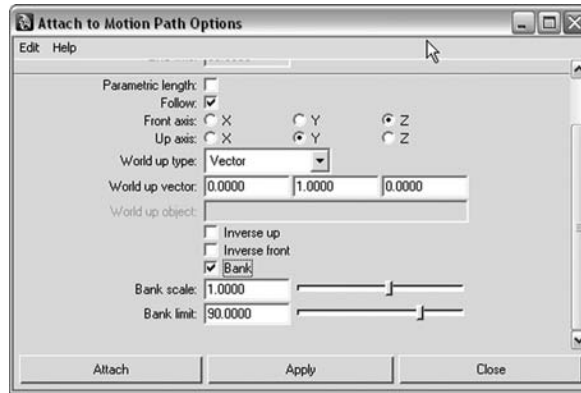 Attach to Motion Path Options
Edit Help
Parametric length:
Follow:
Front axis: X Y Z
Up axis: X Y Z
World up type: Vector
World up vector: 0.0000 1.0000 0.0000
World up object:
Inverse up
Inverse front
Bank
Bank scale: 1.0000
Bank limit: 90.0000
Attach Apply Close